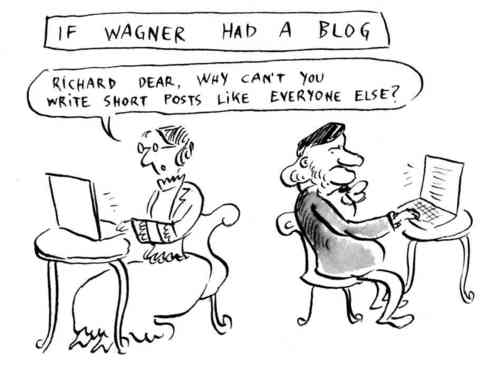 IF WAGNER HAD A BLOG
RICHARD DEAR, WHY CAN'T YOU
WRITE SHORT POSTS LIKE EVERYONE ELSE?